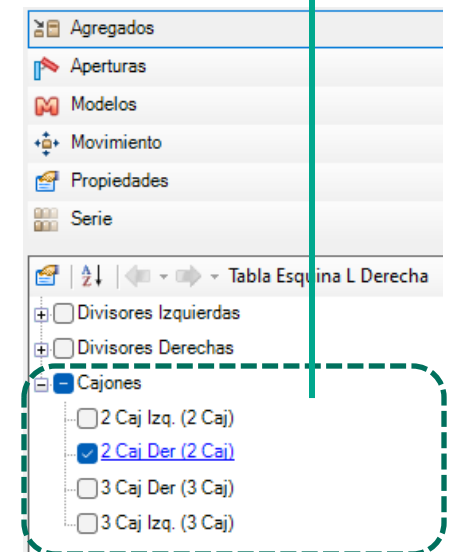 Agregados
Aperturas
Modelos
Movimiento
Propiedades
Serie
Tabla Esquina L Derecha
Divisores Izquierdas
Divisores Derechas
Cajones
2 Caj Izq. (2 Caj)
2 Caj Der (2 Caj)
3 Caj Der (3 Caj)
3 Caj Izq. (3 Caj)